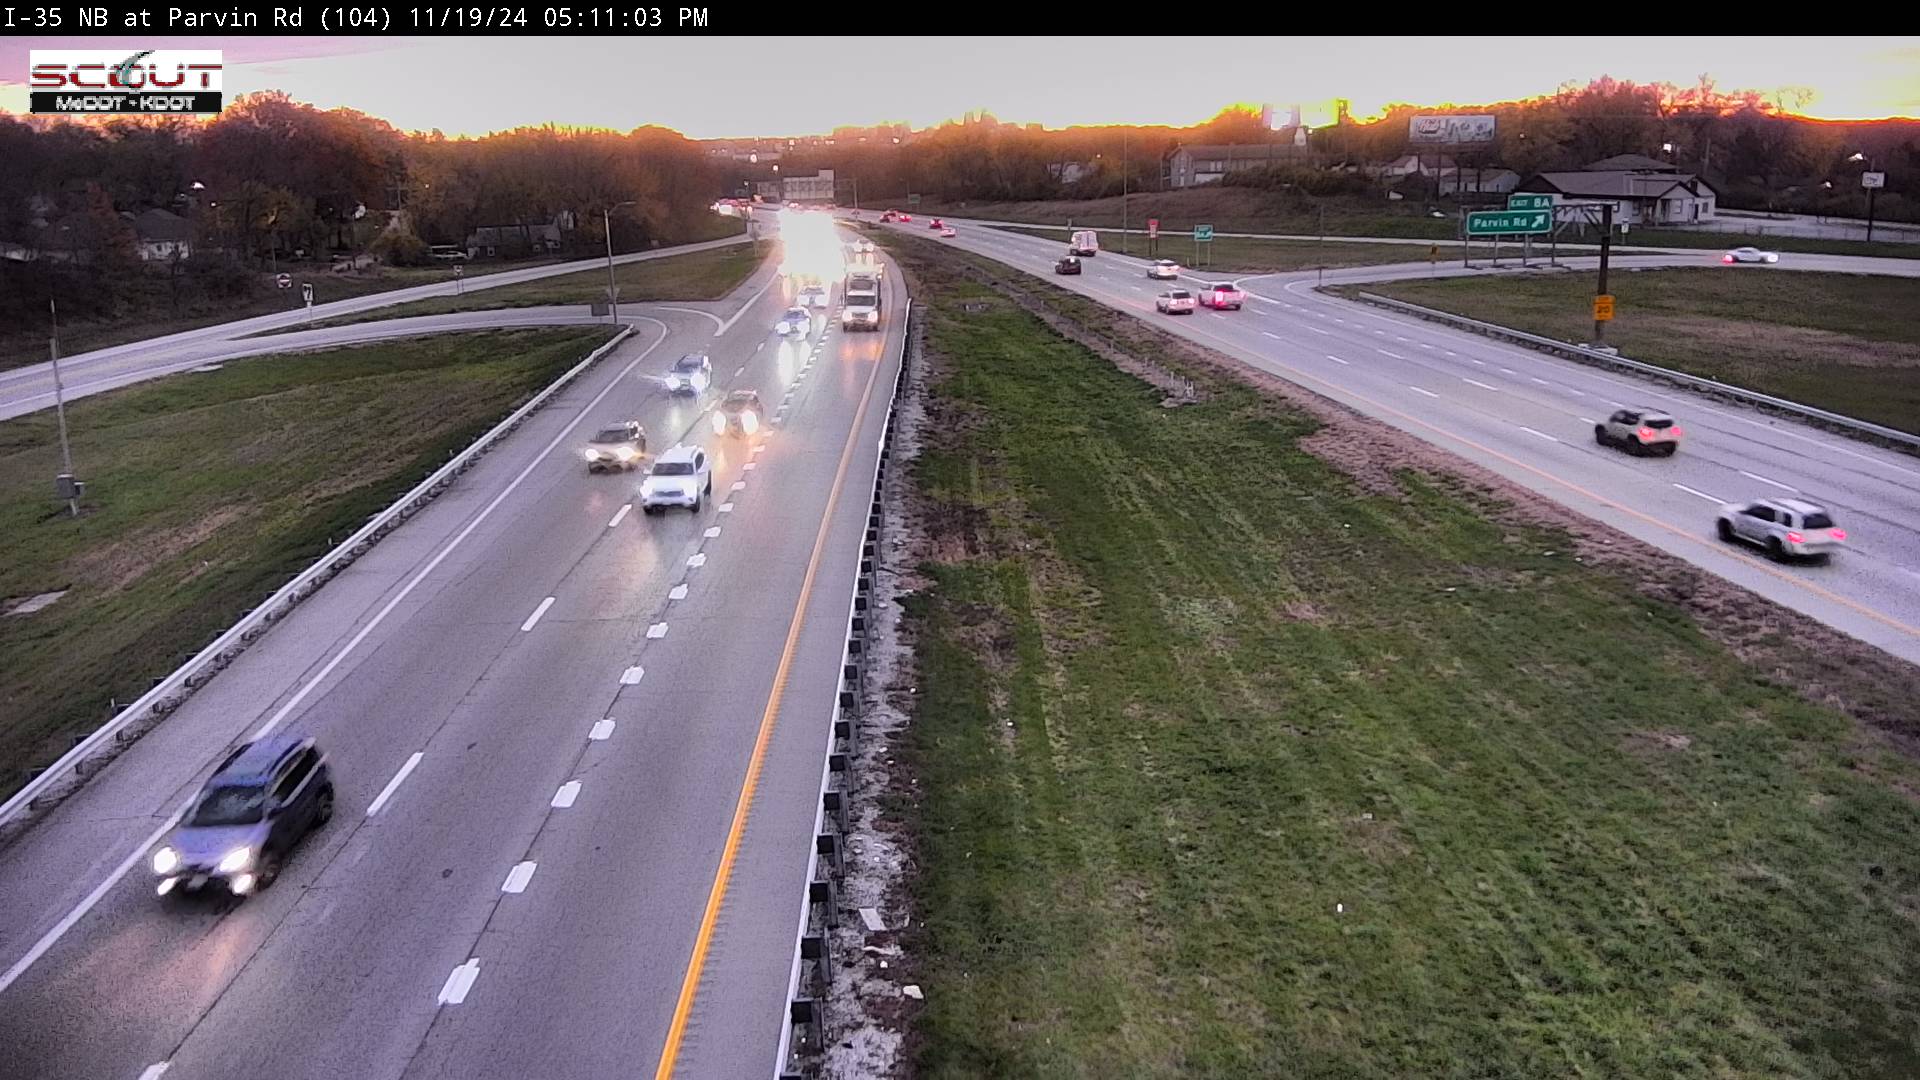 I-35 NB at Parvin Rd (104) 11/19/24 05:11:03 PM
SCOUT
MoDOT - KDOT
EXIT 8A
Parvin Rd
20